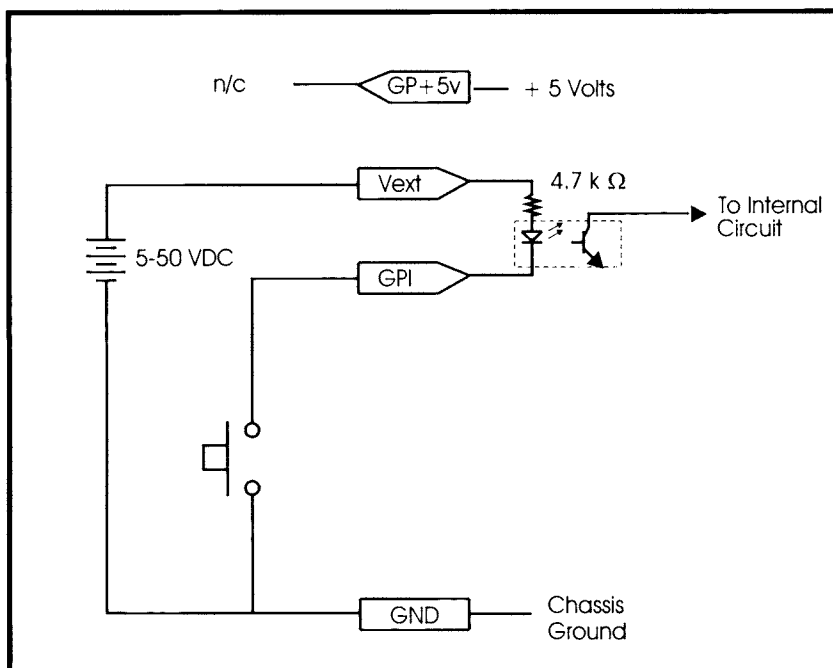 n/c
GP+5v
+ 5 Volts
Vext
4.7 k Ω
To Internal
Circuit
5-50 VDC
GPI
GND
Chassis
Ground